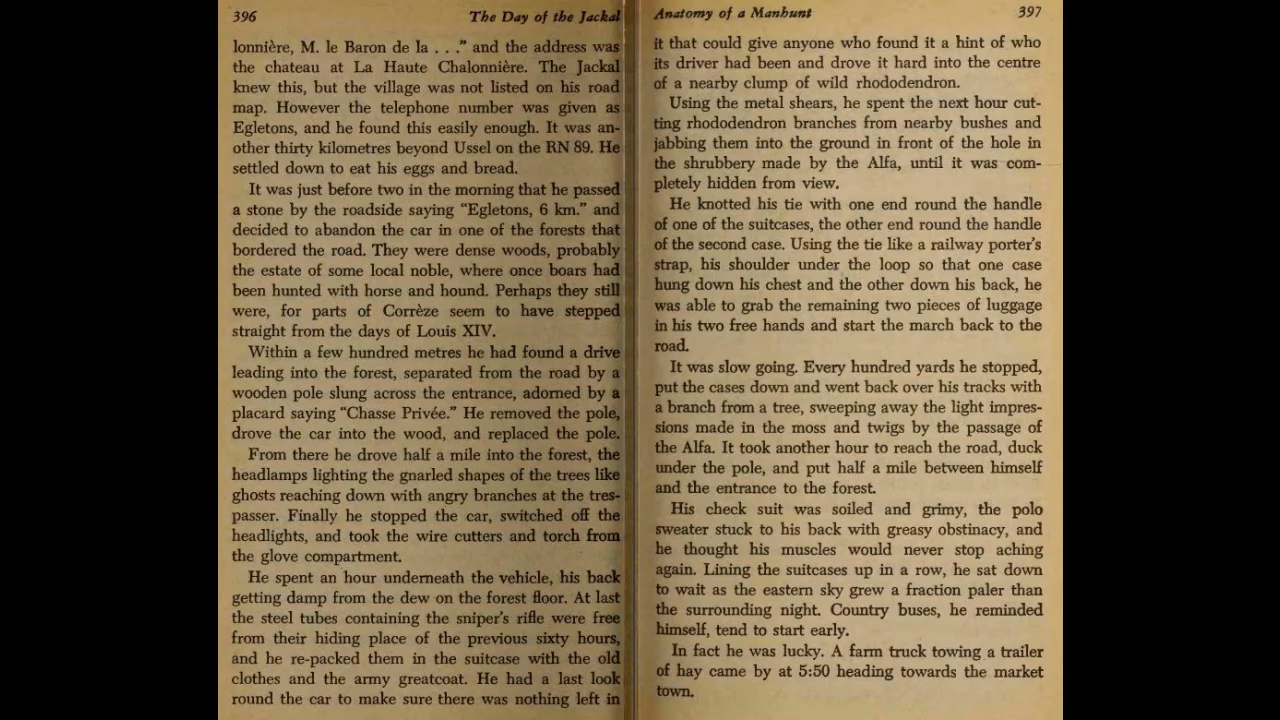 396
The Day of the Jackal
lonnière, M. le Baron de la . . .” and the address was
the chateau at La Haute Chalonnière. The Jackal
knew this, but the village was not listed on his road
map. However the telephone number was given as
Egletons, and he found this easily enough. It was an-
other thirty kilometres beyond Ussel on the RN 89. He
settled down to eat his eggs and bread.
It was just before two in the morning that he passed
a stone by the roadside saying “Egletons, 6 km.” and
decided to abandon the car in one of the forests that
bordered the road. They were dense woods, probably
the estate of some local noble, where once boars had
been hunted with horse and hound. Perhaps they still
were, for parts of Corrèze seem to have stepped
straight from the days of Louis XIV.
Within a few hundred metres he had found a drive
leading into the forest, separated from the road by a
wooden pole slung across the entrance, adorned by a
placard saying “Chasse Privée.” He removed the pole,
drove the car into the wood, and replaced the pole.
From there he drove half a mile into the forest, the
headlamps lighting the gnarled shapes of the trees like
ghosts reaching down with angry branches at the tres-
passer. Finally he stopped the car, switched off the
headlights, and took the wire cutters and torch from
the glove compartment.
He spent an hour underneath the vehicle, his back
getting damp from the dew on the forest floor. At last
the steel tubes containing the sniper’s rifle were free
from their hiding place of the previous sixty hours,
and he re-packed them in the suitcase with the old
clothes and the army greatcoat. He had a last look
round the car to make sure there was nothing left in
Anatomy of a Manhunt
397
it that could give anyone who found it a hint of who
its driver had been and drove it hard into the centre
of a nearby clump of wild rhododendron.
Using the metal shears, he spent the next hour cut-
ting rhododendron branches from nearby bushes and
jabbing them into the ground in front of the hole in
the shrubbery made by the Alfa, until it was com-
pletely hidden from view.
He knotted his tie with one end round the handle
of one of the suitcases, the other end round the handle
of the second case. Using the tie like a railway porter’s
strap, his shoulder under the loop so that one case
hung down his chest and the other down his back, he
was able to grab the remaining two pieces of luggage
in his two free hands and start the march back to the
road.
It was slow going. Every hundred yards he stopped,
put the cases down and went back over his tracks with
a branch from a tree, sweeping away the light impres-
sions made in the moss and twigs by the passage of
the Alfa. It took another hour to reach the road, duck
under the pole, and put half a mile between himself
and the entrance to the forest.
His check suit was soiled and grimy, the polo
sweater stuck to his back with greasy obstinacy, and
he thought his muscles would never stop aching
again. Lining the suitcases up in a row, he sat down
to wait as the eastern sky grew a fraction paler than
the surrounding night. Country buses, he reminded
himself, tend to start early.
In fact he was lucky. A farm truck towing a trailer
of hay came by at 5:50 heading towards the market
town.